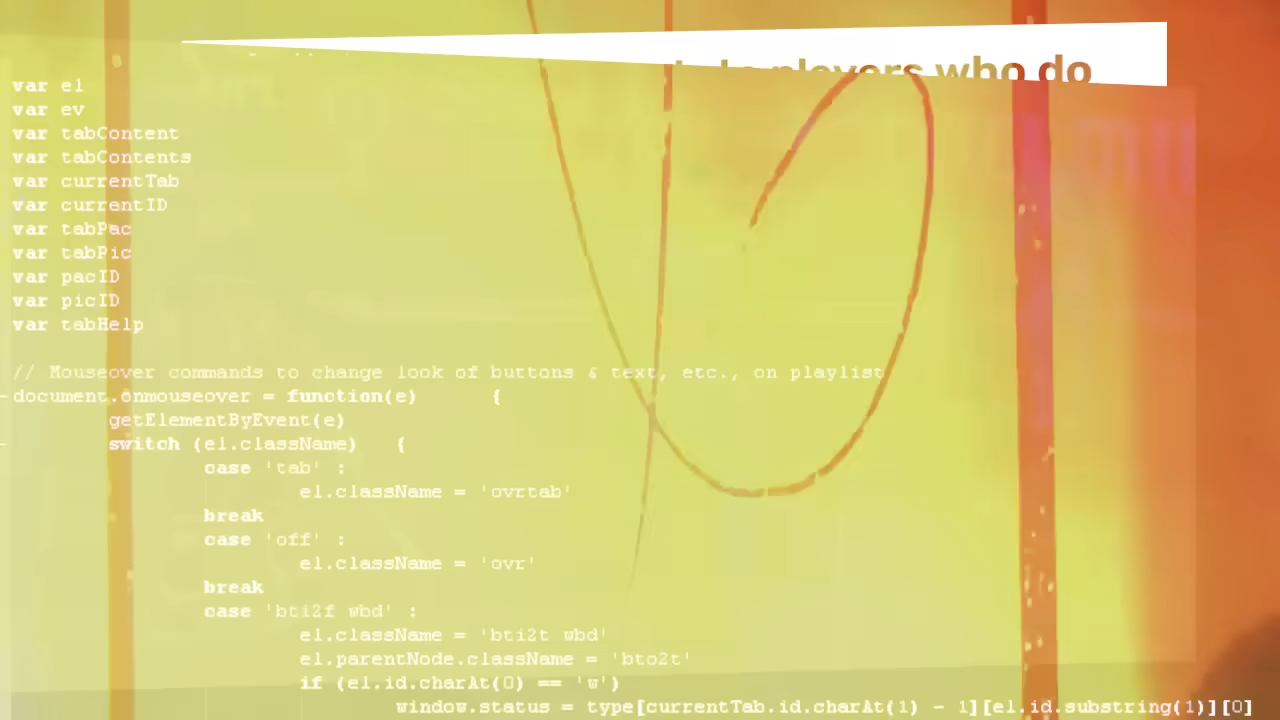 players who do
var el
var ev
var tabContent
var tabContents
var currentTab
var currentID
var tabPac
var tabPic
var pacID
var picID
var tabHelp
// Mouseover commands to change look of buttons & text, etc., on playlist
document.onmouseover = function(e) {
getElementByEvent(e)
switch (el.className) {
case 'tab' :
el.className = 'ovrtab'
break
case 'off' :
el.className = 'ovr'
break
case 'bti2f wbd' :
el.className = 'bti2t wbd'
el.parentNode.className = 'bto2t'
if (el.id.charAt(0) == 'w')
window.status = type[currentTab.id.charAt(1) - 1][el.id.substring(1)][0]